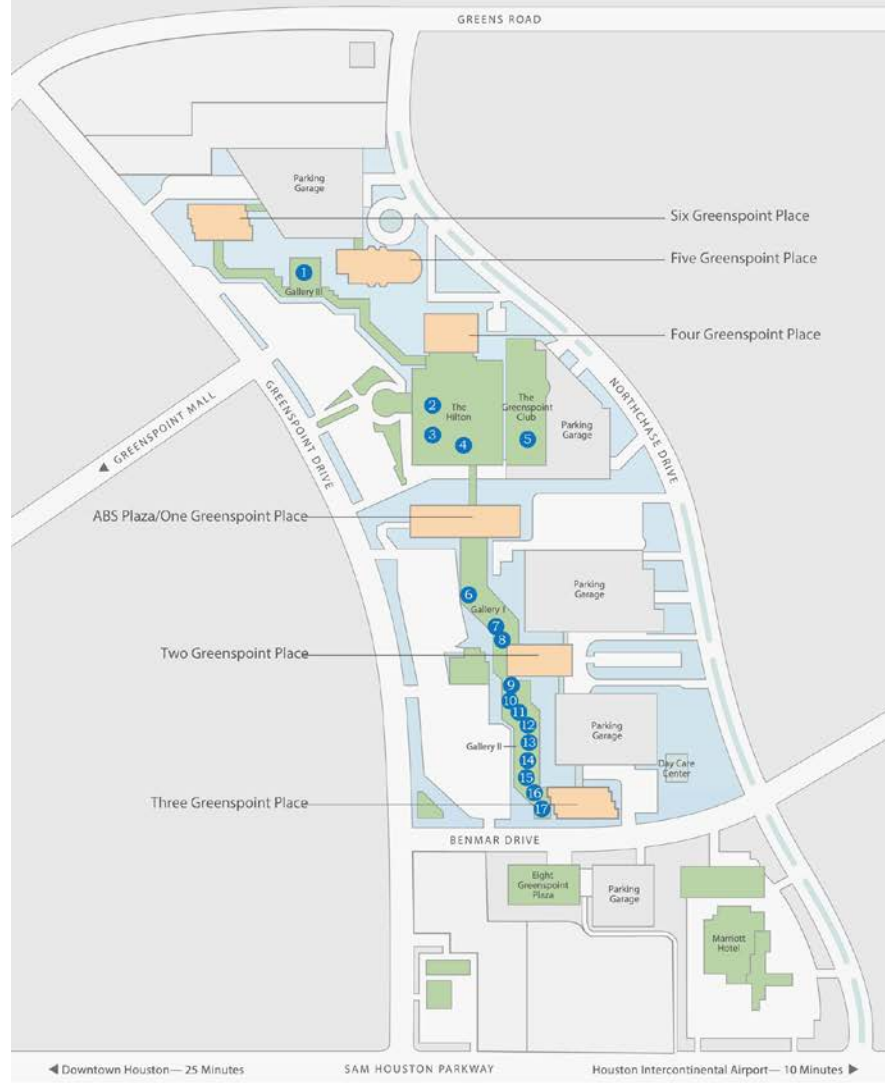 GREENS ROAD
Parking
Garage
Six Greenspoint Place
Five Greenspoint Place
1
Gallery III
Four Greenspoint Place
NORTHCHASE DRIVE
GREENSPOINT MALL
GREENSPOINT DRIVE
2
The
Hilton
3
4
The
Greenspoint
Club
5
Parking
Garage
ABS Plaza/One Greenspoint Place
6
Gallery I
7
8
Parking
Garage
Two Greenspoint Place
9
10
11
12
13
Gallery II
14
15
16
17
Parking
Garage
Day Care
Center
Three Greenspoint Place
BENMAR DRIVE
Eight
Greenspoint
Plaza
Parking
Garage
Marriott
Hotel
Downtown Houston— 25 Minutes
SAM HOUSTON PARKWAY
Houston Intercontinental Airport— 10 Minutes